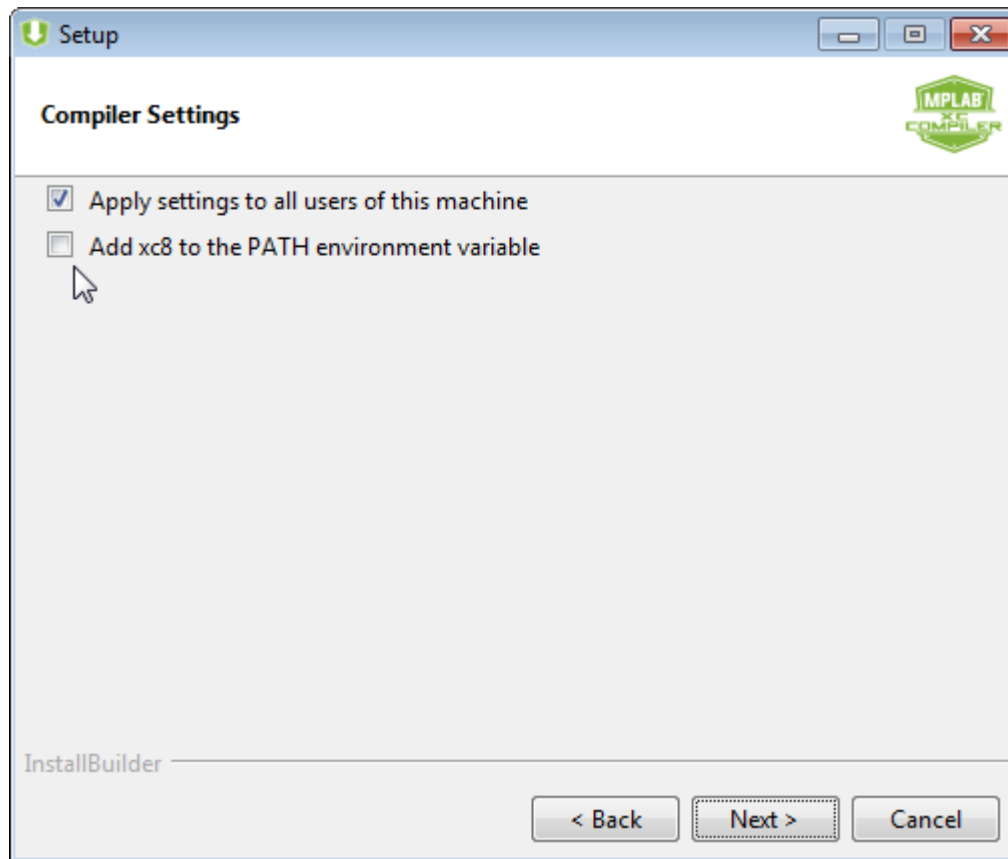 Setup
Compiler Settings
MPLAB
XC
COMPILER
Apply settings to all users of this machine
Add xc8 to the PATH environment variable
InstallBuilder
< Back
Next >
Cancel